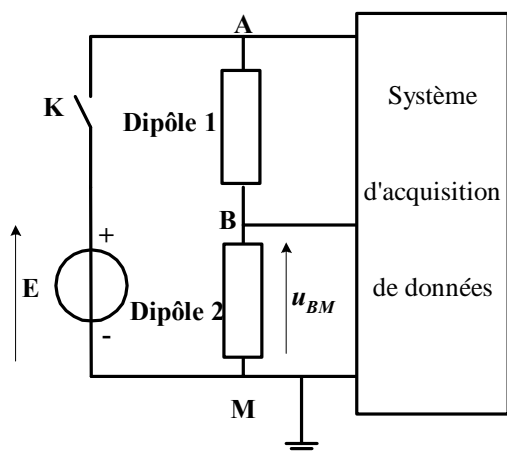 A
Système
K
Dipôle 1
d'acquisition
B
+
E
u_BM
de données
Dipôle 2
-
M